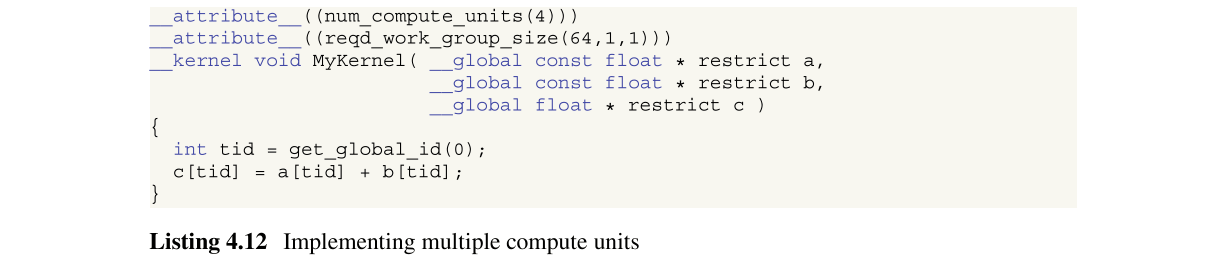 __attribute__((num_compute_units(4)))
__attribute__((reqd_work_group_size(64,1,1)))
__kernel void MyKernel( __global const float * restrict a,
                        __global const float * restrict b,
                        __global float * restrict c )
{
  int tid = get_global_id(0);
  c[tid] = a[tid] + b[tid];
}
Listing 4.12 Implementing multiple compute units